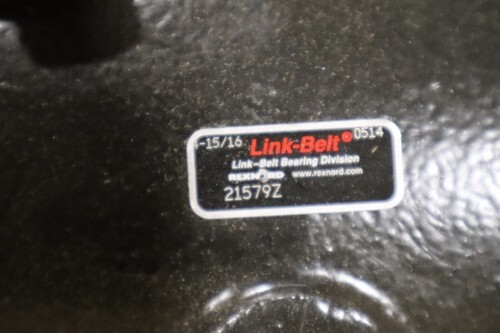 -15/16 Link-Belt® 0514
Link-Belt Bearing Division
REXNORD www.rexnord.com
21579Z